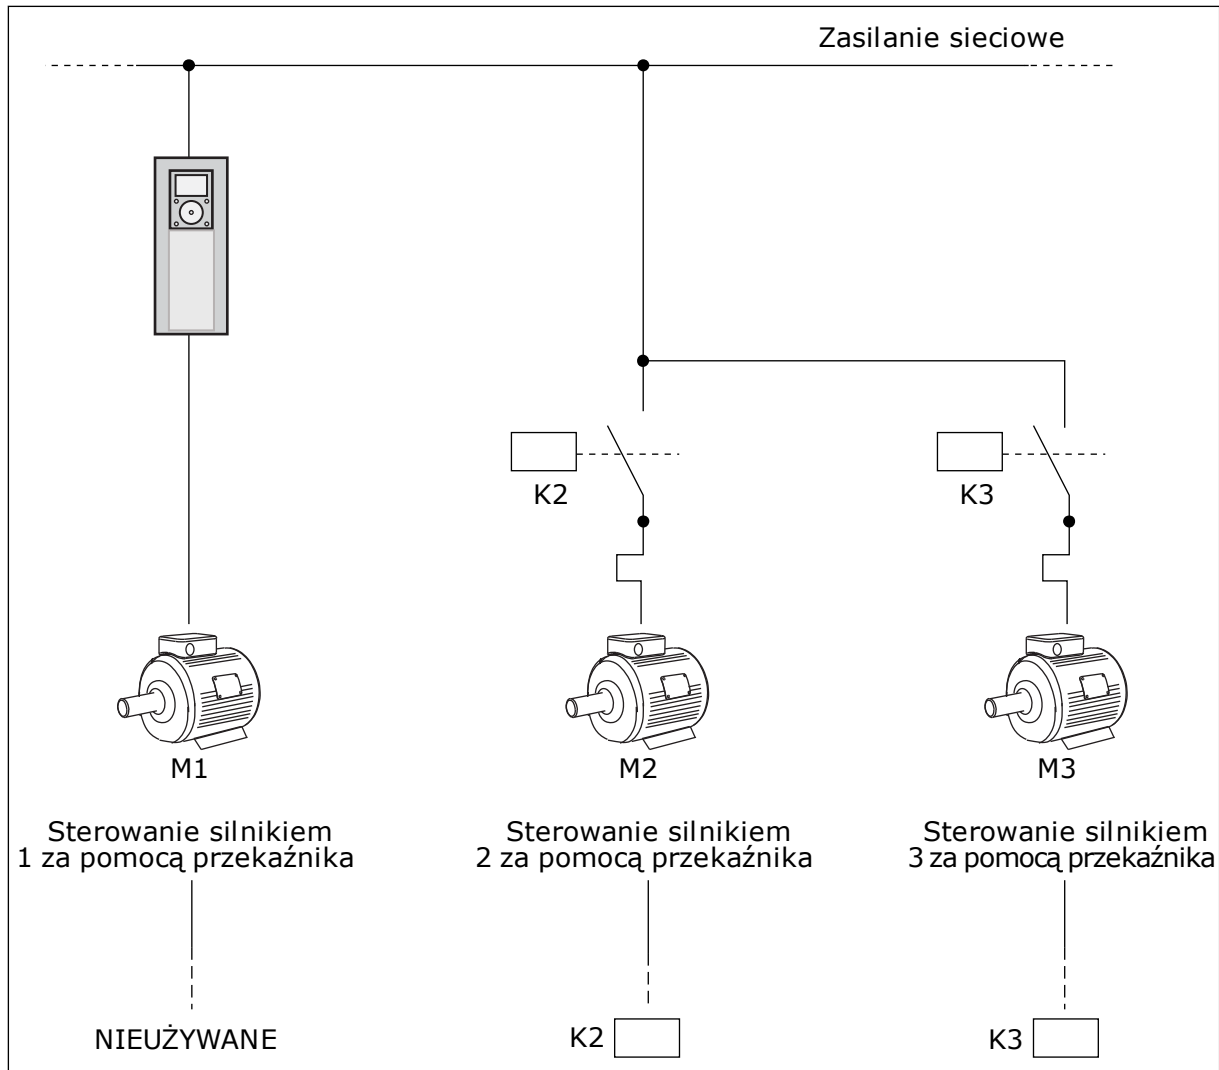 Zasilanie sieciowe
K2
K3
M1
M2
M3
Sterowanie silnikiem
1 za pomocą przekaźnika
Sterowanie silnikiem
2 za pomocą przekaźnika
Sterowanie silnikiem
3 za pomocą przekaźnika
NIEUŻYWANE
K2
K3